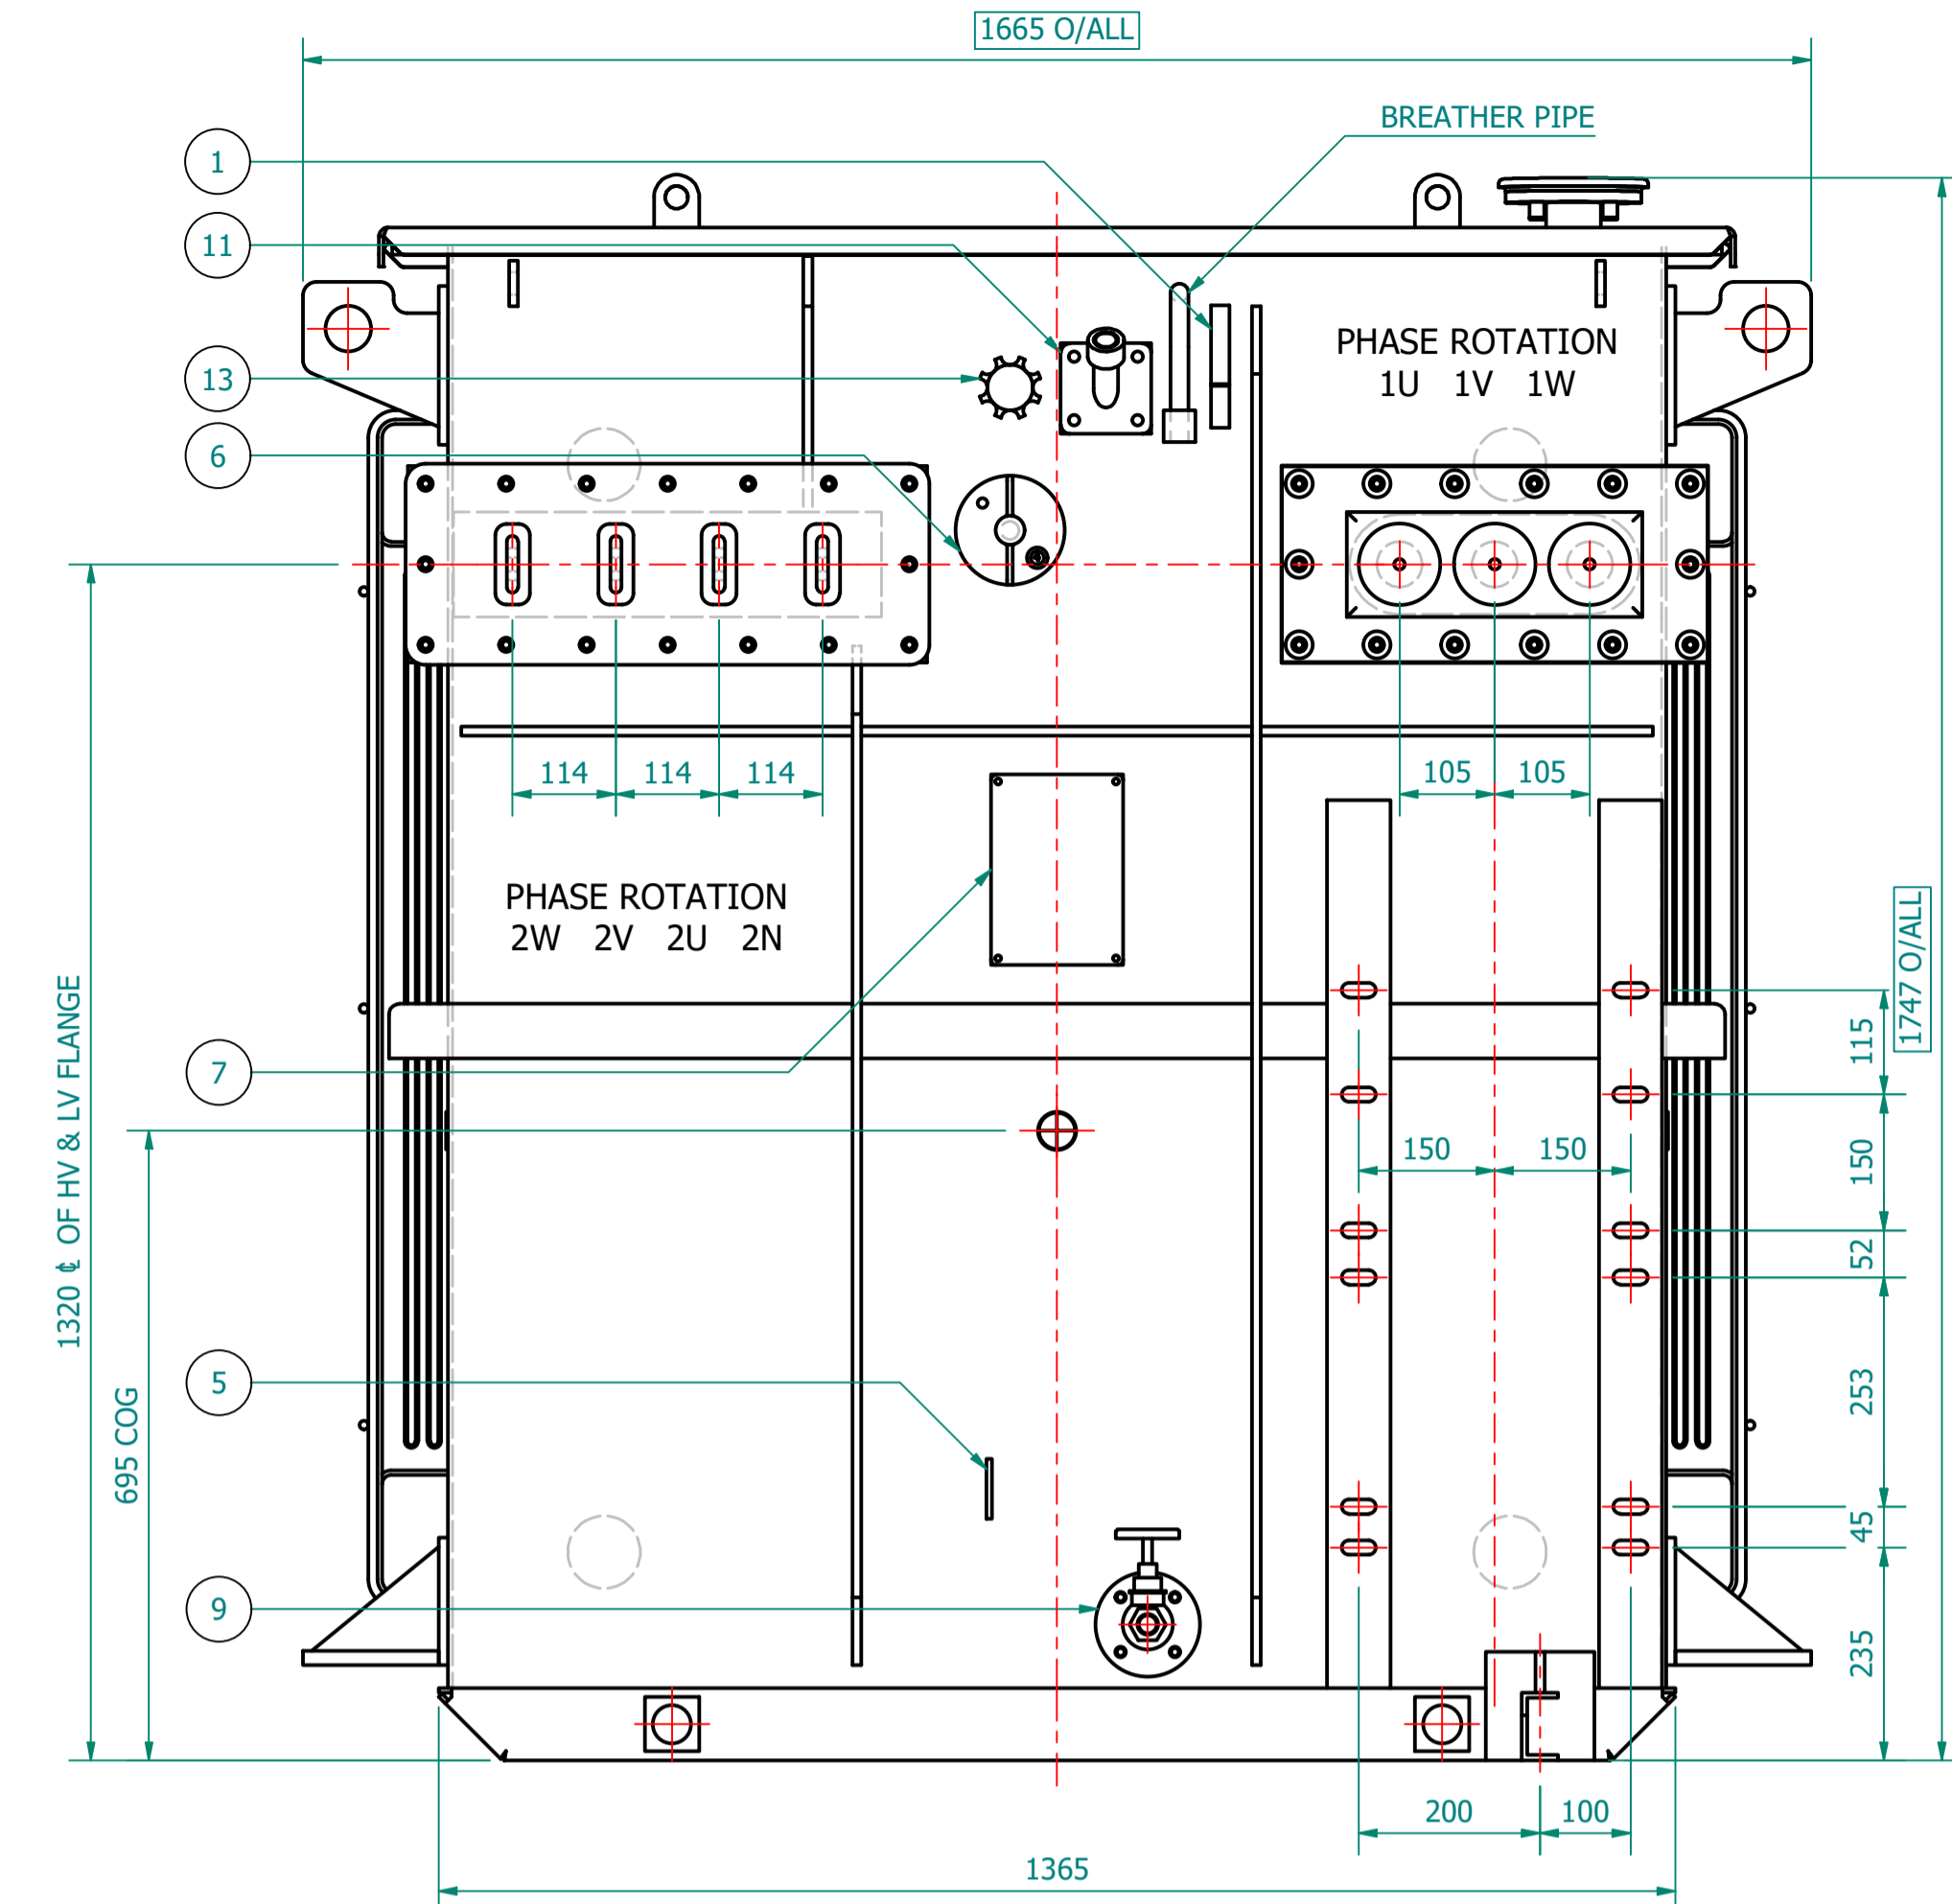 1665 O/ALL
BREATHER PIPE
1
11
13
6
PHASE ROTATION
1U 1V 1W
114 114 114
105 105
PHASE ROTATION
2W 2V 2U 2N
1747 O/ALL
1320 ℄ OF HV & LV FLANGE
7
115
150 150
150
52
695 COG
5
253
45
9
235
200 100
1365